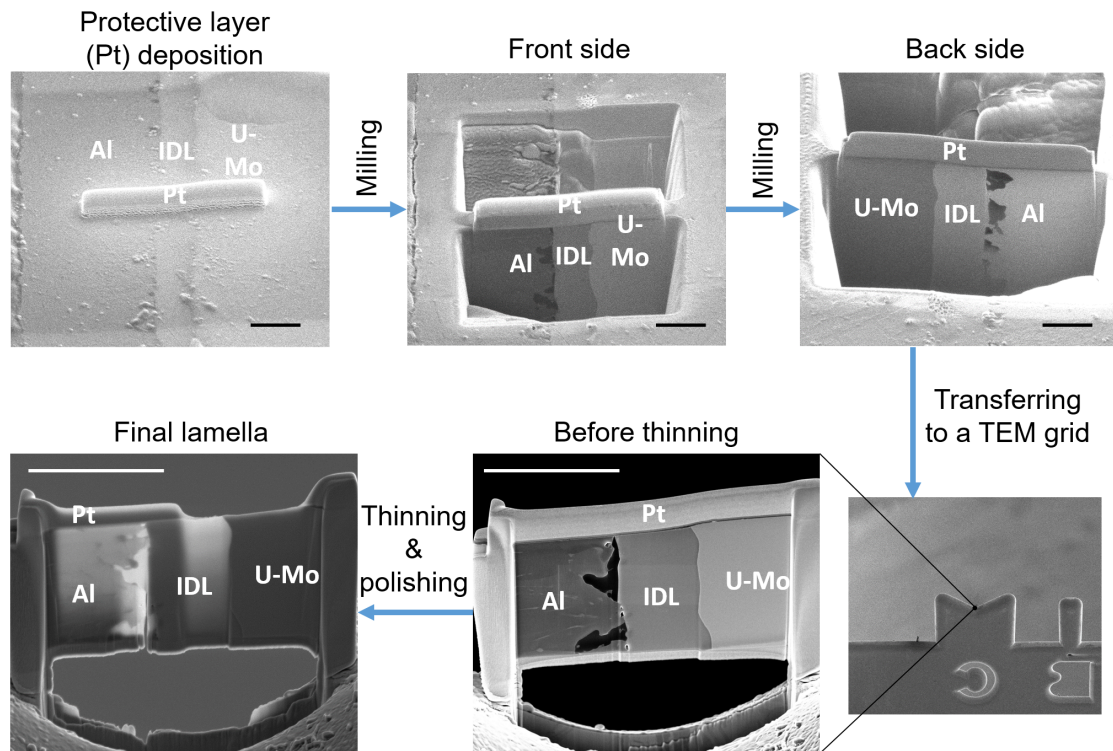 Protective layer
(Pt) deposition
Front side
Back side
Al
IDL
U-
Mo
Pt
Milling
Pt
Al
IDL
U-
Mo
Milling
Pt
U-Mo
IDL
Al
Transferring
to a TEM grid
Final lamella
Before thinning
Pt
Al
IDL
U-Mo
Thinning
&
polishing
Pt
Al
IDL
U-Mo
C